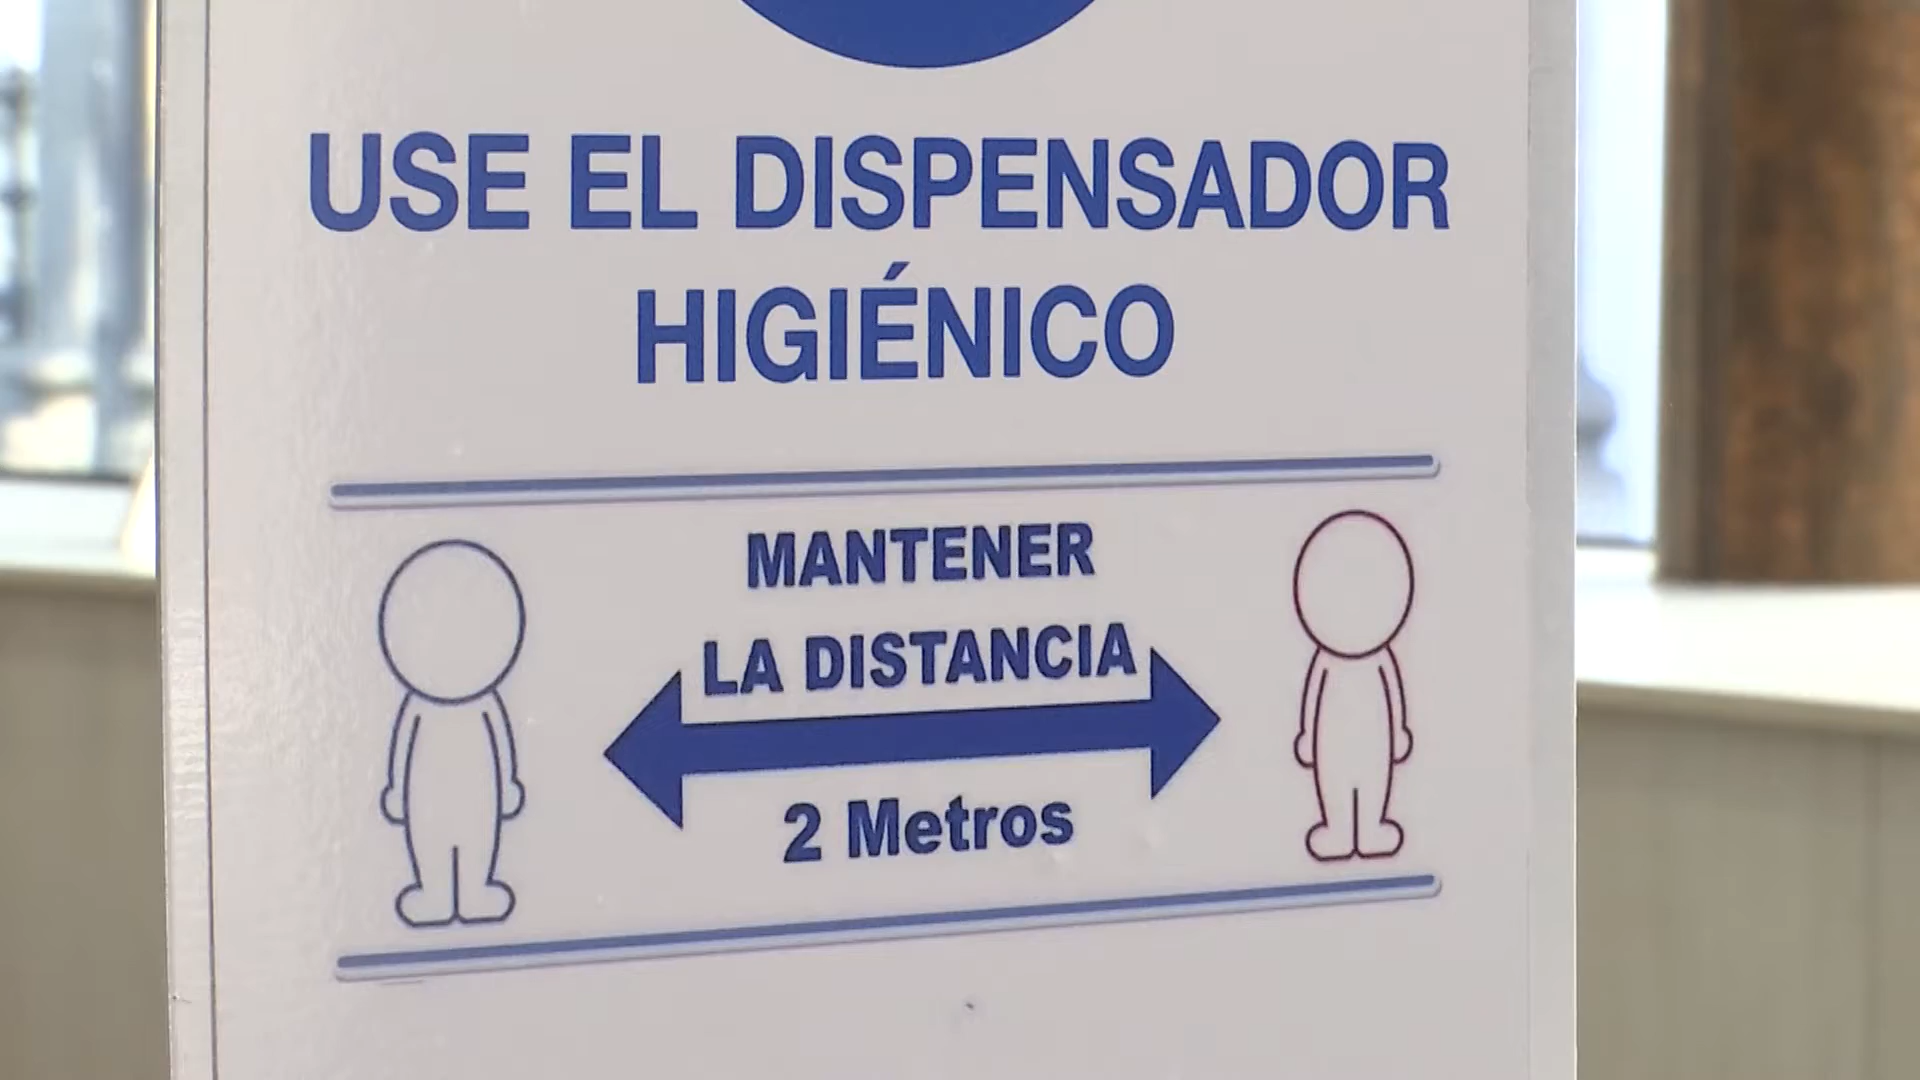 USE EL DISPENSADOR
HIGIÉNICO
MANTENER
LA DISTANCIA
2 Metros